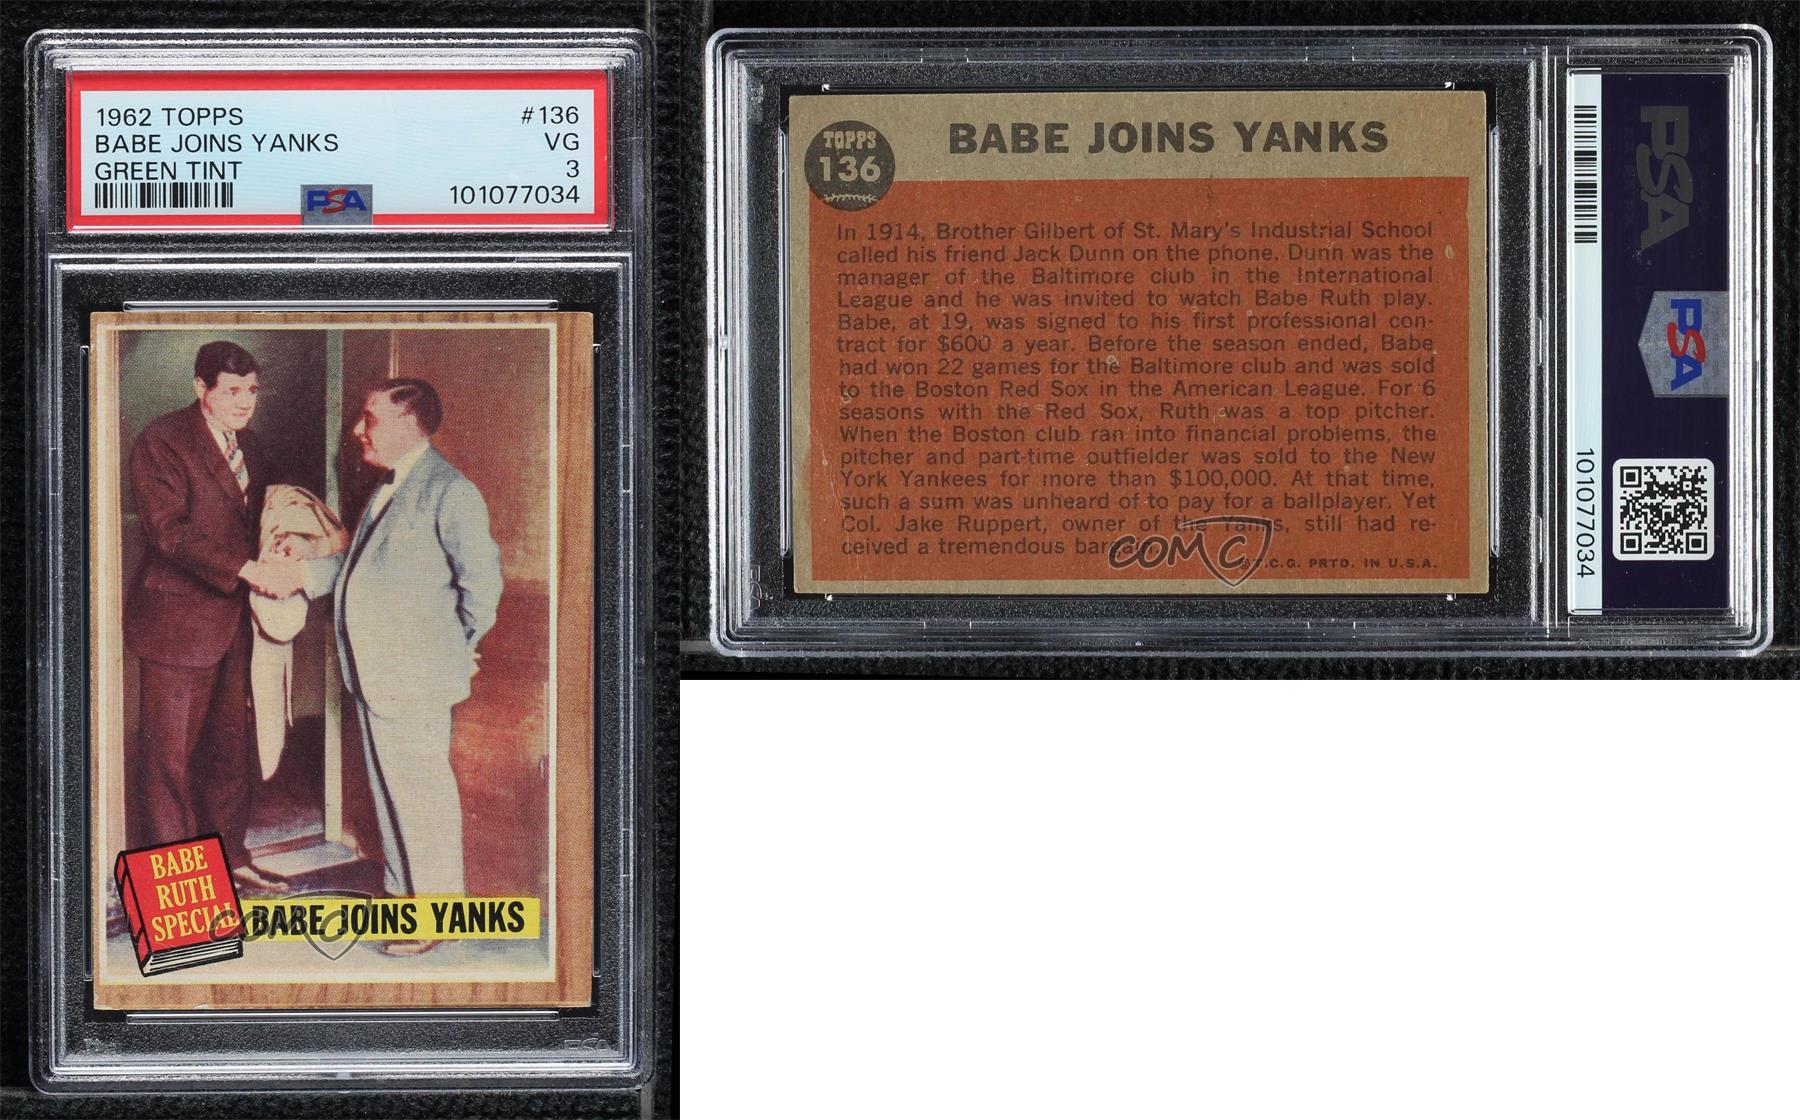 1962 TOPPS #136
BABE JOINS YANKS VG
GREEN TINT 3
PSA 101077034
BABE
RUTH
SPECIAL
BABE JOINS YANKS
COMC
PSA
TOPPS
136
BABE JOINS YANKS
In 1914, Brother Gilbert of St. Mary's Industrial School
called his friend Jack Dunn on the phone. Dunn was the
manager of the Baltimore club in the International
League and he was invited to watch Babe Ruth play.
Babe, at 19, was signed to his first professional con-
tract for $600 a year. Before the season ended, Babe
had won 22 games for the Baltimore club and was sold
to the Boston Red Sox in the American League. For 6
seasons with the Red Sox, Ruth was a top pitcher.
When the Boston club ran into financial problems, the
pitcher and part-time outfielder was sold to the New
York Yankees for more than $100,000. At that time,
such a sum was unheard of to pay for a ballplayer. Yet
Col. Jake Ruppert, owner of the Yanks, still had re-
ceived a tremendous bargain.
T.C.G. PRTD. IN U.S.A.
COMC
PSA
PSA
101077034